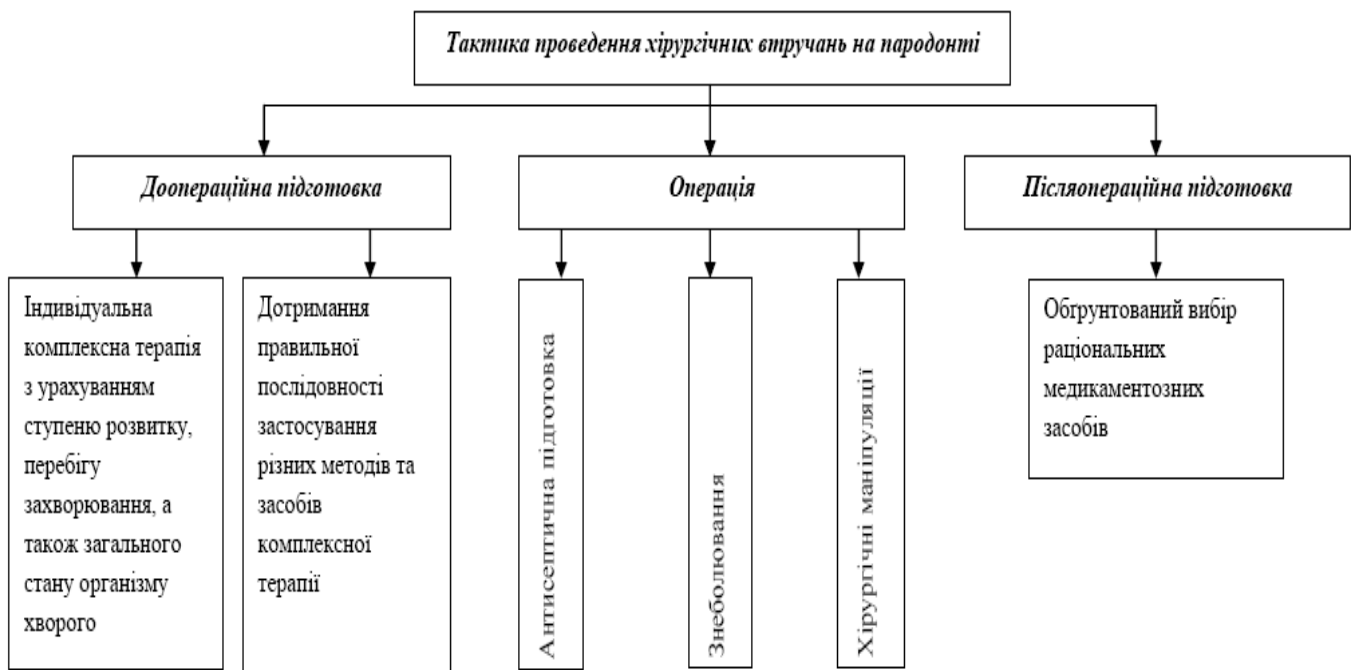 Тактика проведення хірургічних втручань на пародонті
Доопераційна підготовка
Операція
Післяопераційна підготовка
Індивідуальна
комплексна терапія
з урахуванням
ступеню розвитку,
перебігу
захворювання, а
також загального
стану організму
хворого
Дотримання
правильної
послідовності
застосування
різних методів та
засобів
комплексної
терапії
Антисептична підготовка
Знеболювання
Хірургічні маніпуляції
Обґрунтований вибір
раціональних
медикаментозних
засобів